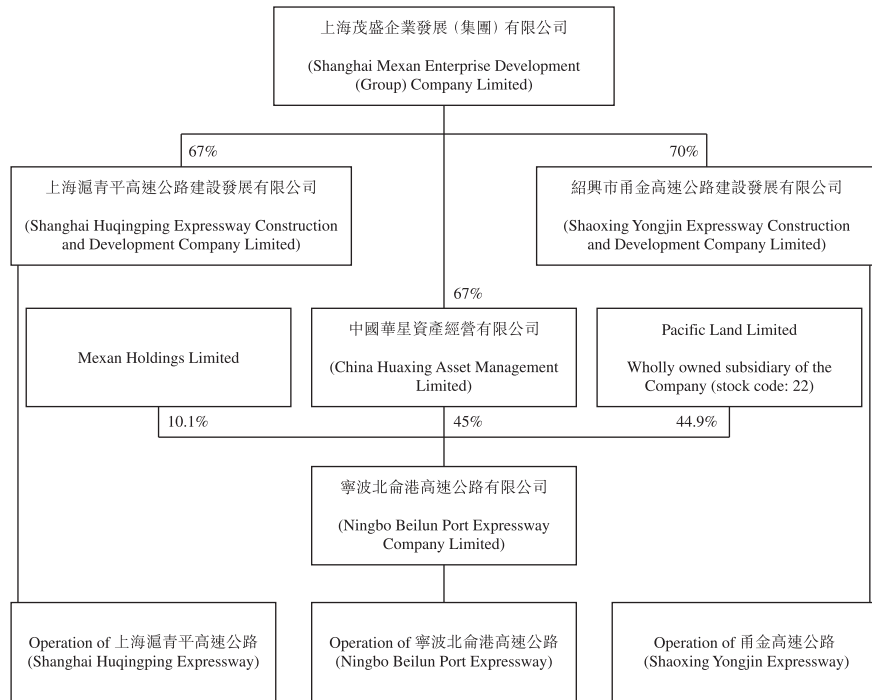 上海茂盛企業發展（集團）有限公司
(Shanghai Mexan Enterprise Development
(Group) Company Limited)
67%
70%
上海滬青平高速公路建設發展有限公司
(Shanghai Huqingping Expressway Construction
and Development Company Limited)
紹興市甬金高速公路建設發展有限公司
(Shaoxing Yongjin Expressway Construction
and Development Company Limited)
67%
Mexan Holdings Limited
中國華星資產經營有限公司
(China Huaxing Asset Management
Limited)
Pacific Land Limited
Wholly owned subsidiary of the
Company (stock code: 22)
10.1%
45%
44.9%
寧波北侖港高速公路有限公司
(Ningbo Beilun Port Expressway
Company Limited)
Operation of 上海滬青平高速公路
(Shanghai Huqingping Expressway)
Operation of 寧波北侖港高速公路
(Ningbo Beilun Port Expressway)
Operation of 甬金高速公路
(Shaoxing Yongjin Expressway)